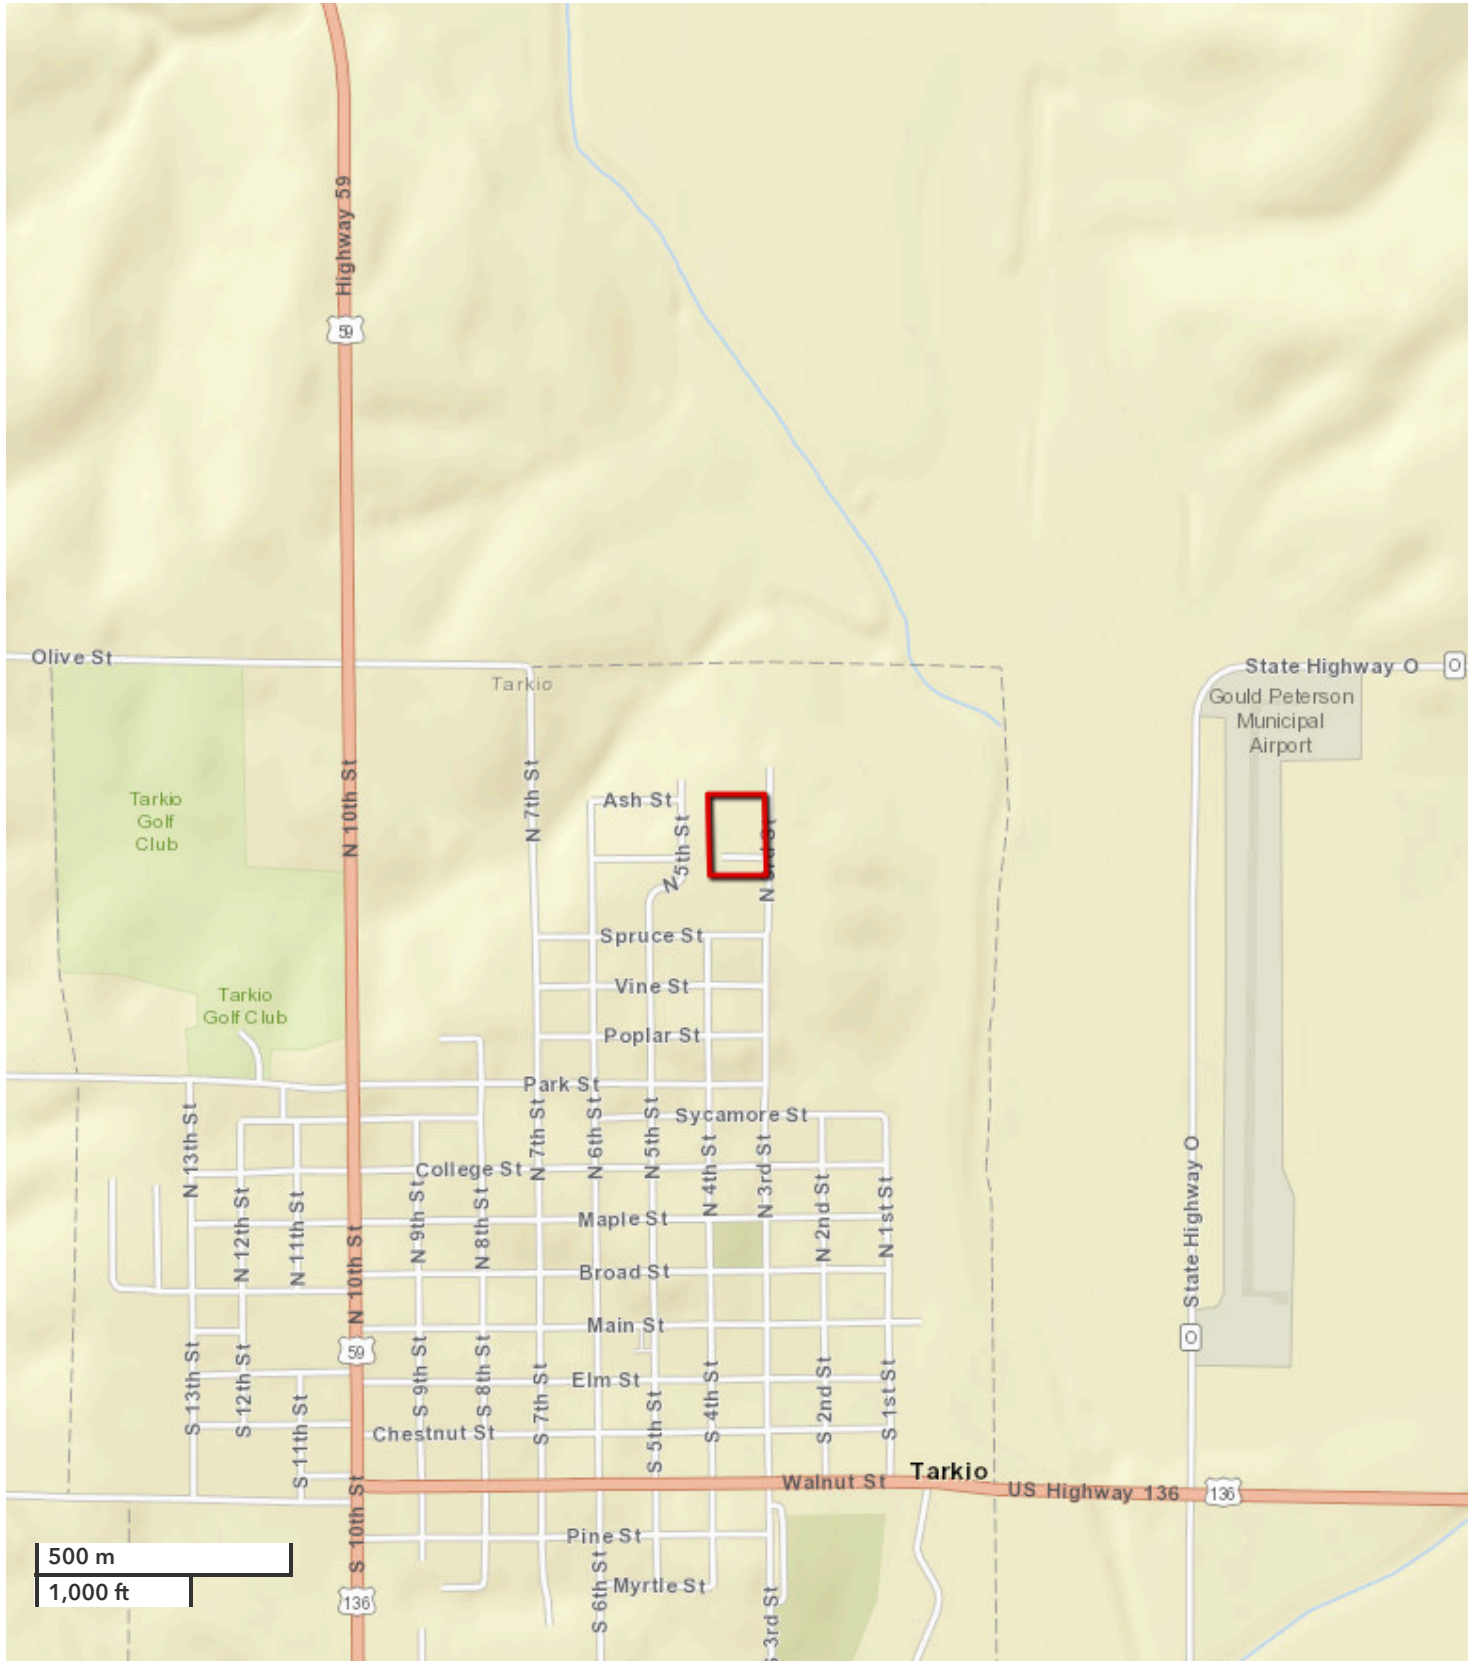 Highway 59
59
Olive St
Tarkio
State Highway O
O
Gould Peterson
Municipal
Airport
Tarkio
Golf
Club
N 10th St
N 7th St
Ash St
N 5th St
N 3rd St
Spruce St
Vine St
Tarkio
Golf Club
Poplar St
Park St
Sycamore St
N 13th St
N 7th St
N 6th St
N 5th St
N 4th St
N 3rd St
College St
State Highway O
N 12th St
N 11th St
N 9th St
N 8th St
N 2nd St
N 1st St
Maple St
N 10th St
Broad St
Main St
O
59
S 13th St
S 12th St
S 9th St
S 8th St
S 7th St
Elm St
S 5th St
S 4th St
S 2nd St
S 1st St
S 11th St
Chestnut St
Tarkio
Walnut St
US Highway 136
136
S 10th St
Pine St
500 m
1,000 ft
S 6th St
Myrtle St
136
S 3rd St